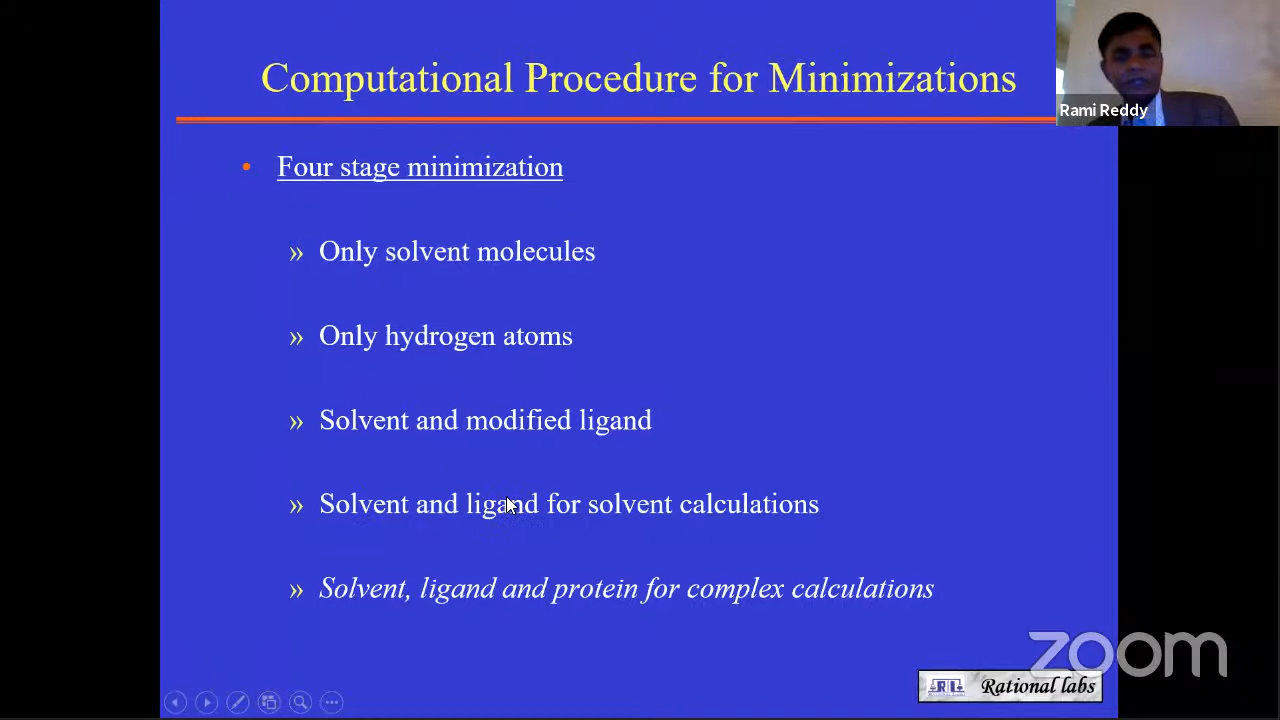 Computational Procedure for Minimizations
Rami Reddy
• Four stage minimization
» Only solvent molecules
» Only hydrogen atoms
» Solvent and modified ligand
» Solvent and ligand for solvent calculations
» Solvent, ligand and protein for complex calculations
zoom
RL Rational labs